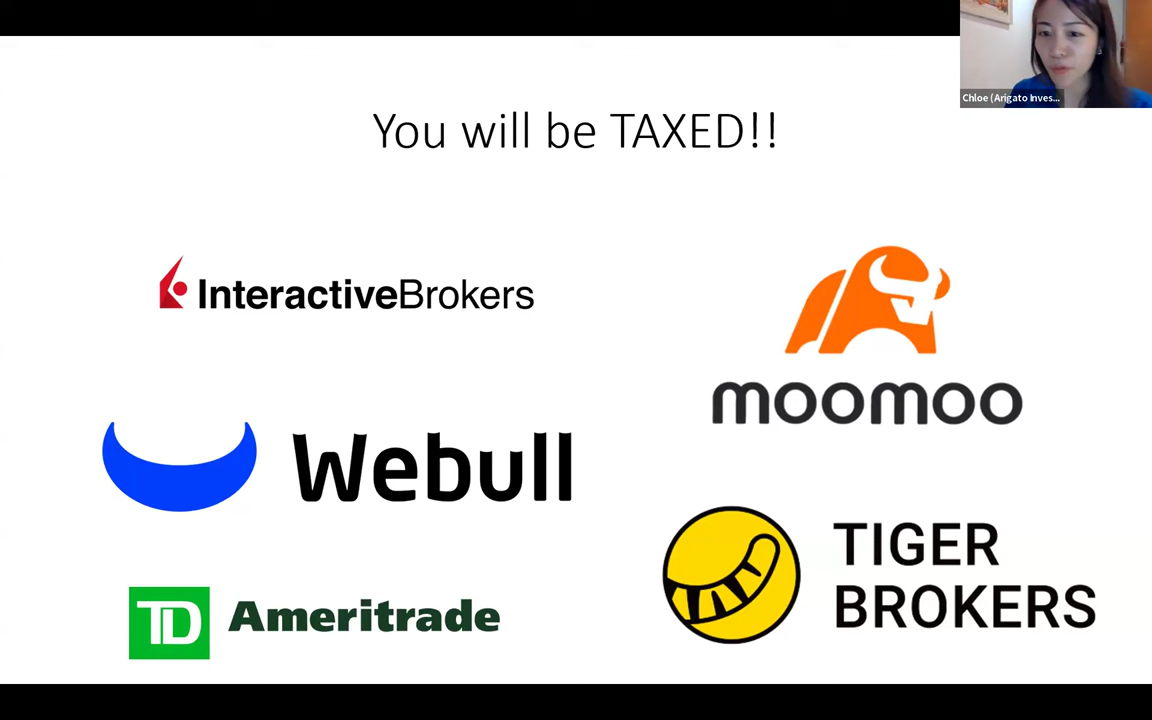 Chloe (Arigato Inves...
You will be TAXED!!
InteractiveBrokers
moomoo
Webull
TIGER
BROKERS
TD Ameritrade